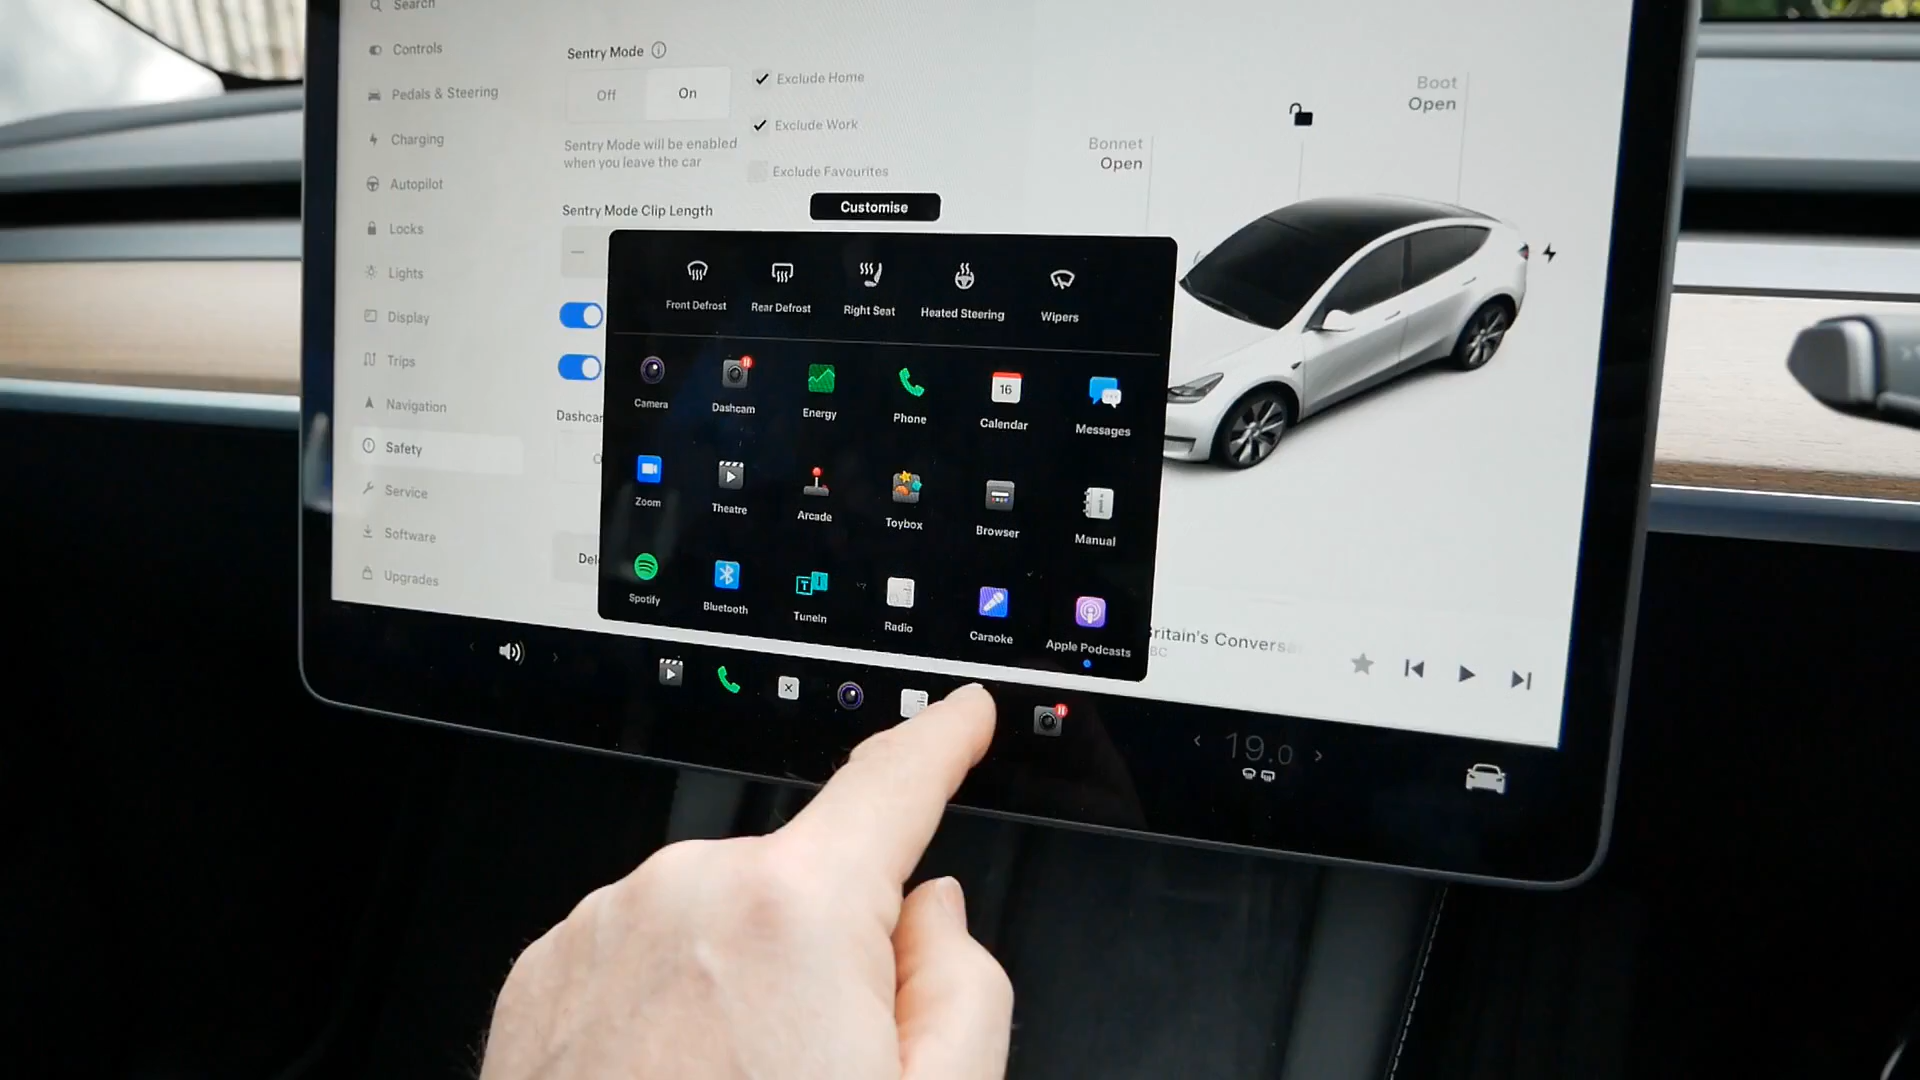 Search
Controls
Pedals & Steering
Charging
Autopilot
Locks
Lights
Display
Trips
Navigation
Safety
Service
Software
Upgrades
Sentry Mode
Off
On
Exclude Home
Exclude Work
Exclude Favourites
Sentry Mode will be enabled
when you leave the car
Sentry Mode Clip Length
Customise
Front Defrost
Rear Defrost
Right Seat
Heated Steering
Wipers
Camera
Dashcam
Energy
Phone
16
Calendar
Messages
Zoom
Theatre
Arcade
Toybox
Browser
Manual
Spotify
Bluetooth
TuneIn
Radio
Caraoke
Apple Podcasts
Dashcar
Del
Bonnet
Open
Boot
Open
ritain's Convers
BC
19.0